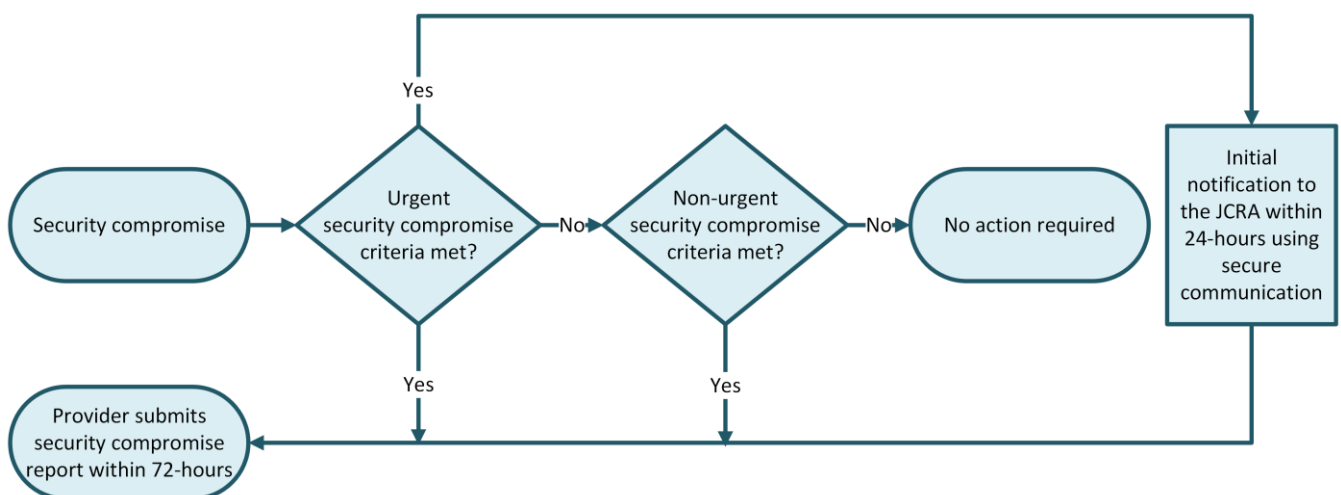 Yes
Security compromise
Urgent
security compromise
criteria met?
No
Non-urgent
security compromise
criteria met?
No
No action required
Initial
notification to
the JCRA within
24-hours using
secure
communication
Yes
Yes
Provider submits
security compromise
report within 72-hours